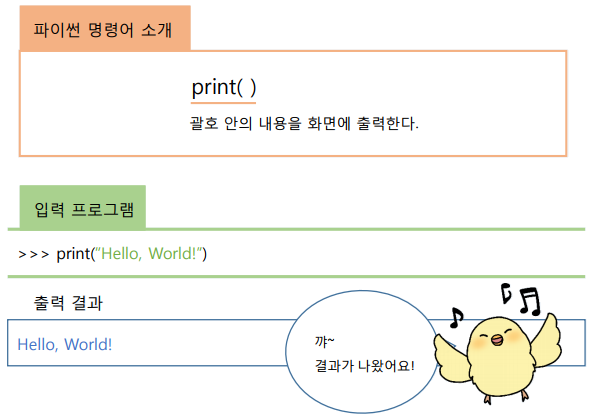 파이썬 명령어 소개
print( )
괄호 안의 내용을 화면에 출력한다.
입력 프로그램
>>> print("Hello, World!")
출력 결과
Hello, World!
꺄~
결과가 나왔어요!